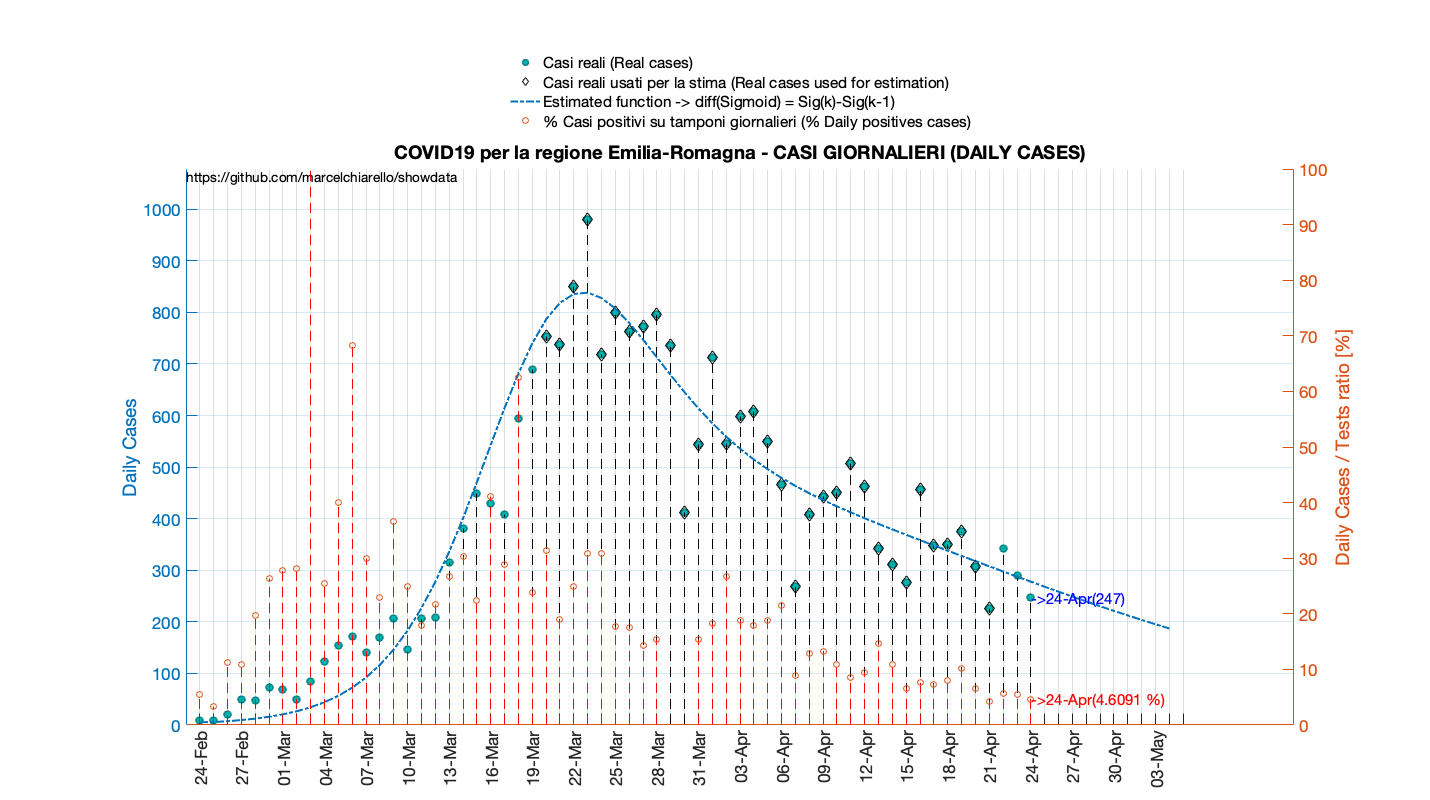 Casi reali (Real cases)
Casi reali usati per la stima (Real cases used for estimation)
Estimated function -> diff(Sigmoid) = Sig(k)-Sig(k-1)
% Casi positivi su tamponi giornalieri (% Daily positives cases)
COVID19 per la regione Emilia-Romagna - CASI GIORNALIERI (DAILY CASES)
https://github.com/marcelchiarello/showdata
Daily Cases
1000
900
800
700
600
500
400
300
200
100
0
100
90
80
70
60
50
40
30
20
10
0
Daily Cases / Tests ratio [%]
->24-Apr(247)
->24-Apr(4.6091 %)
24-Feb
27-Feb
01-Mar
04-Mar
07-Mar
10-Mar
13-Mar
16-Mar
19-Mar
22-Mar
25-Mar
28-Mar
31-Mar
03-Apr
06-Apr
09-Apr
12-Apr
15-Apr
18-Apr
21-Apr
24-Apr
27-Apr
30-Apr
03-May